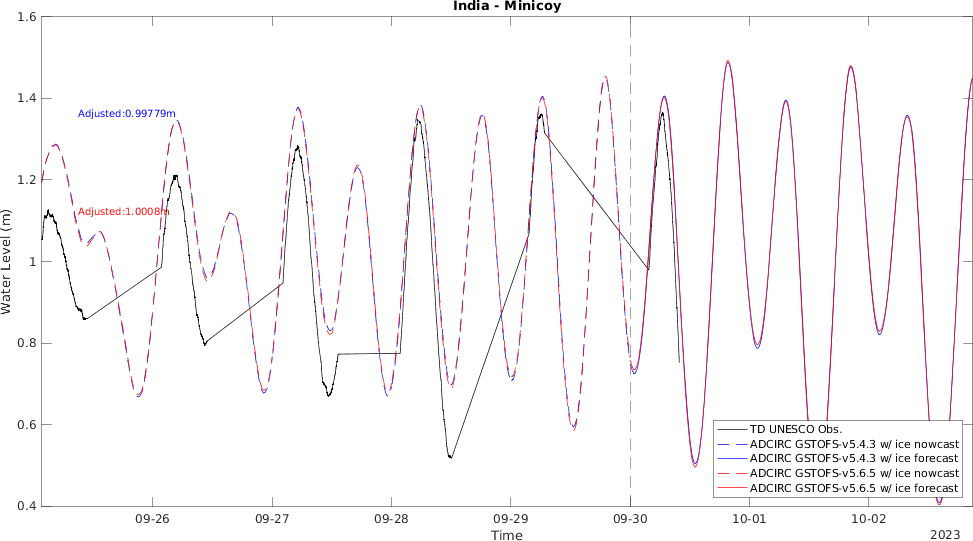 India - Minicoy
1.6
1.4
1.2
1
0.8
0.6
0.4
Water Level (m)
Adjusted:0.99779m
Adjusted:1.0008m
TD UNESCO Obs.
ADCIRC GSTOFS-v5.4.3 w/ ice nowcast
ADCIRC GSTOFS-v5.4.3 w/ ice forecast
ADCIRC GSTOFS-v5.6.5 w/ ice nowcast
ADCIRC GSTOFS-v5.6.5 w/ ice forecast
09-26 09-27 09-28 09-29 09-30 10-01 10-02
Time
2023